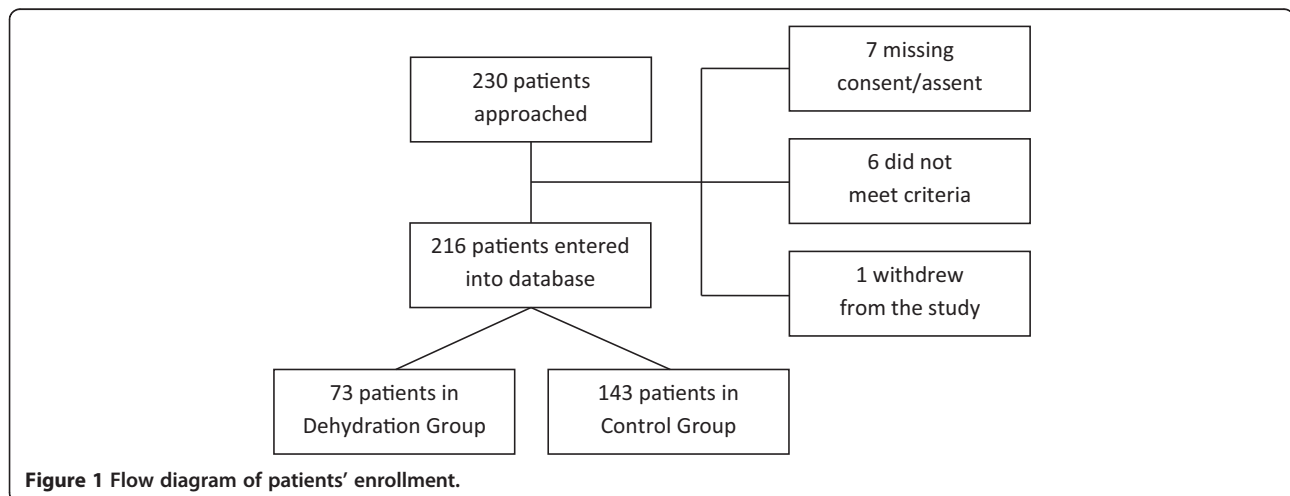 230 patients
approached
7 missing
consent/assent
6 did not
meet criteria
216 patients entered
into database
1 withdrew
from the study
73 patients in
Dehydration Group
143 patients in
Control Group
Figure 1 Flow diagram of patients’ enrollment.